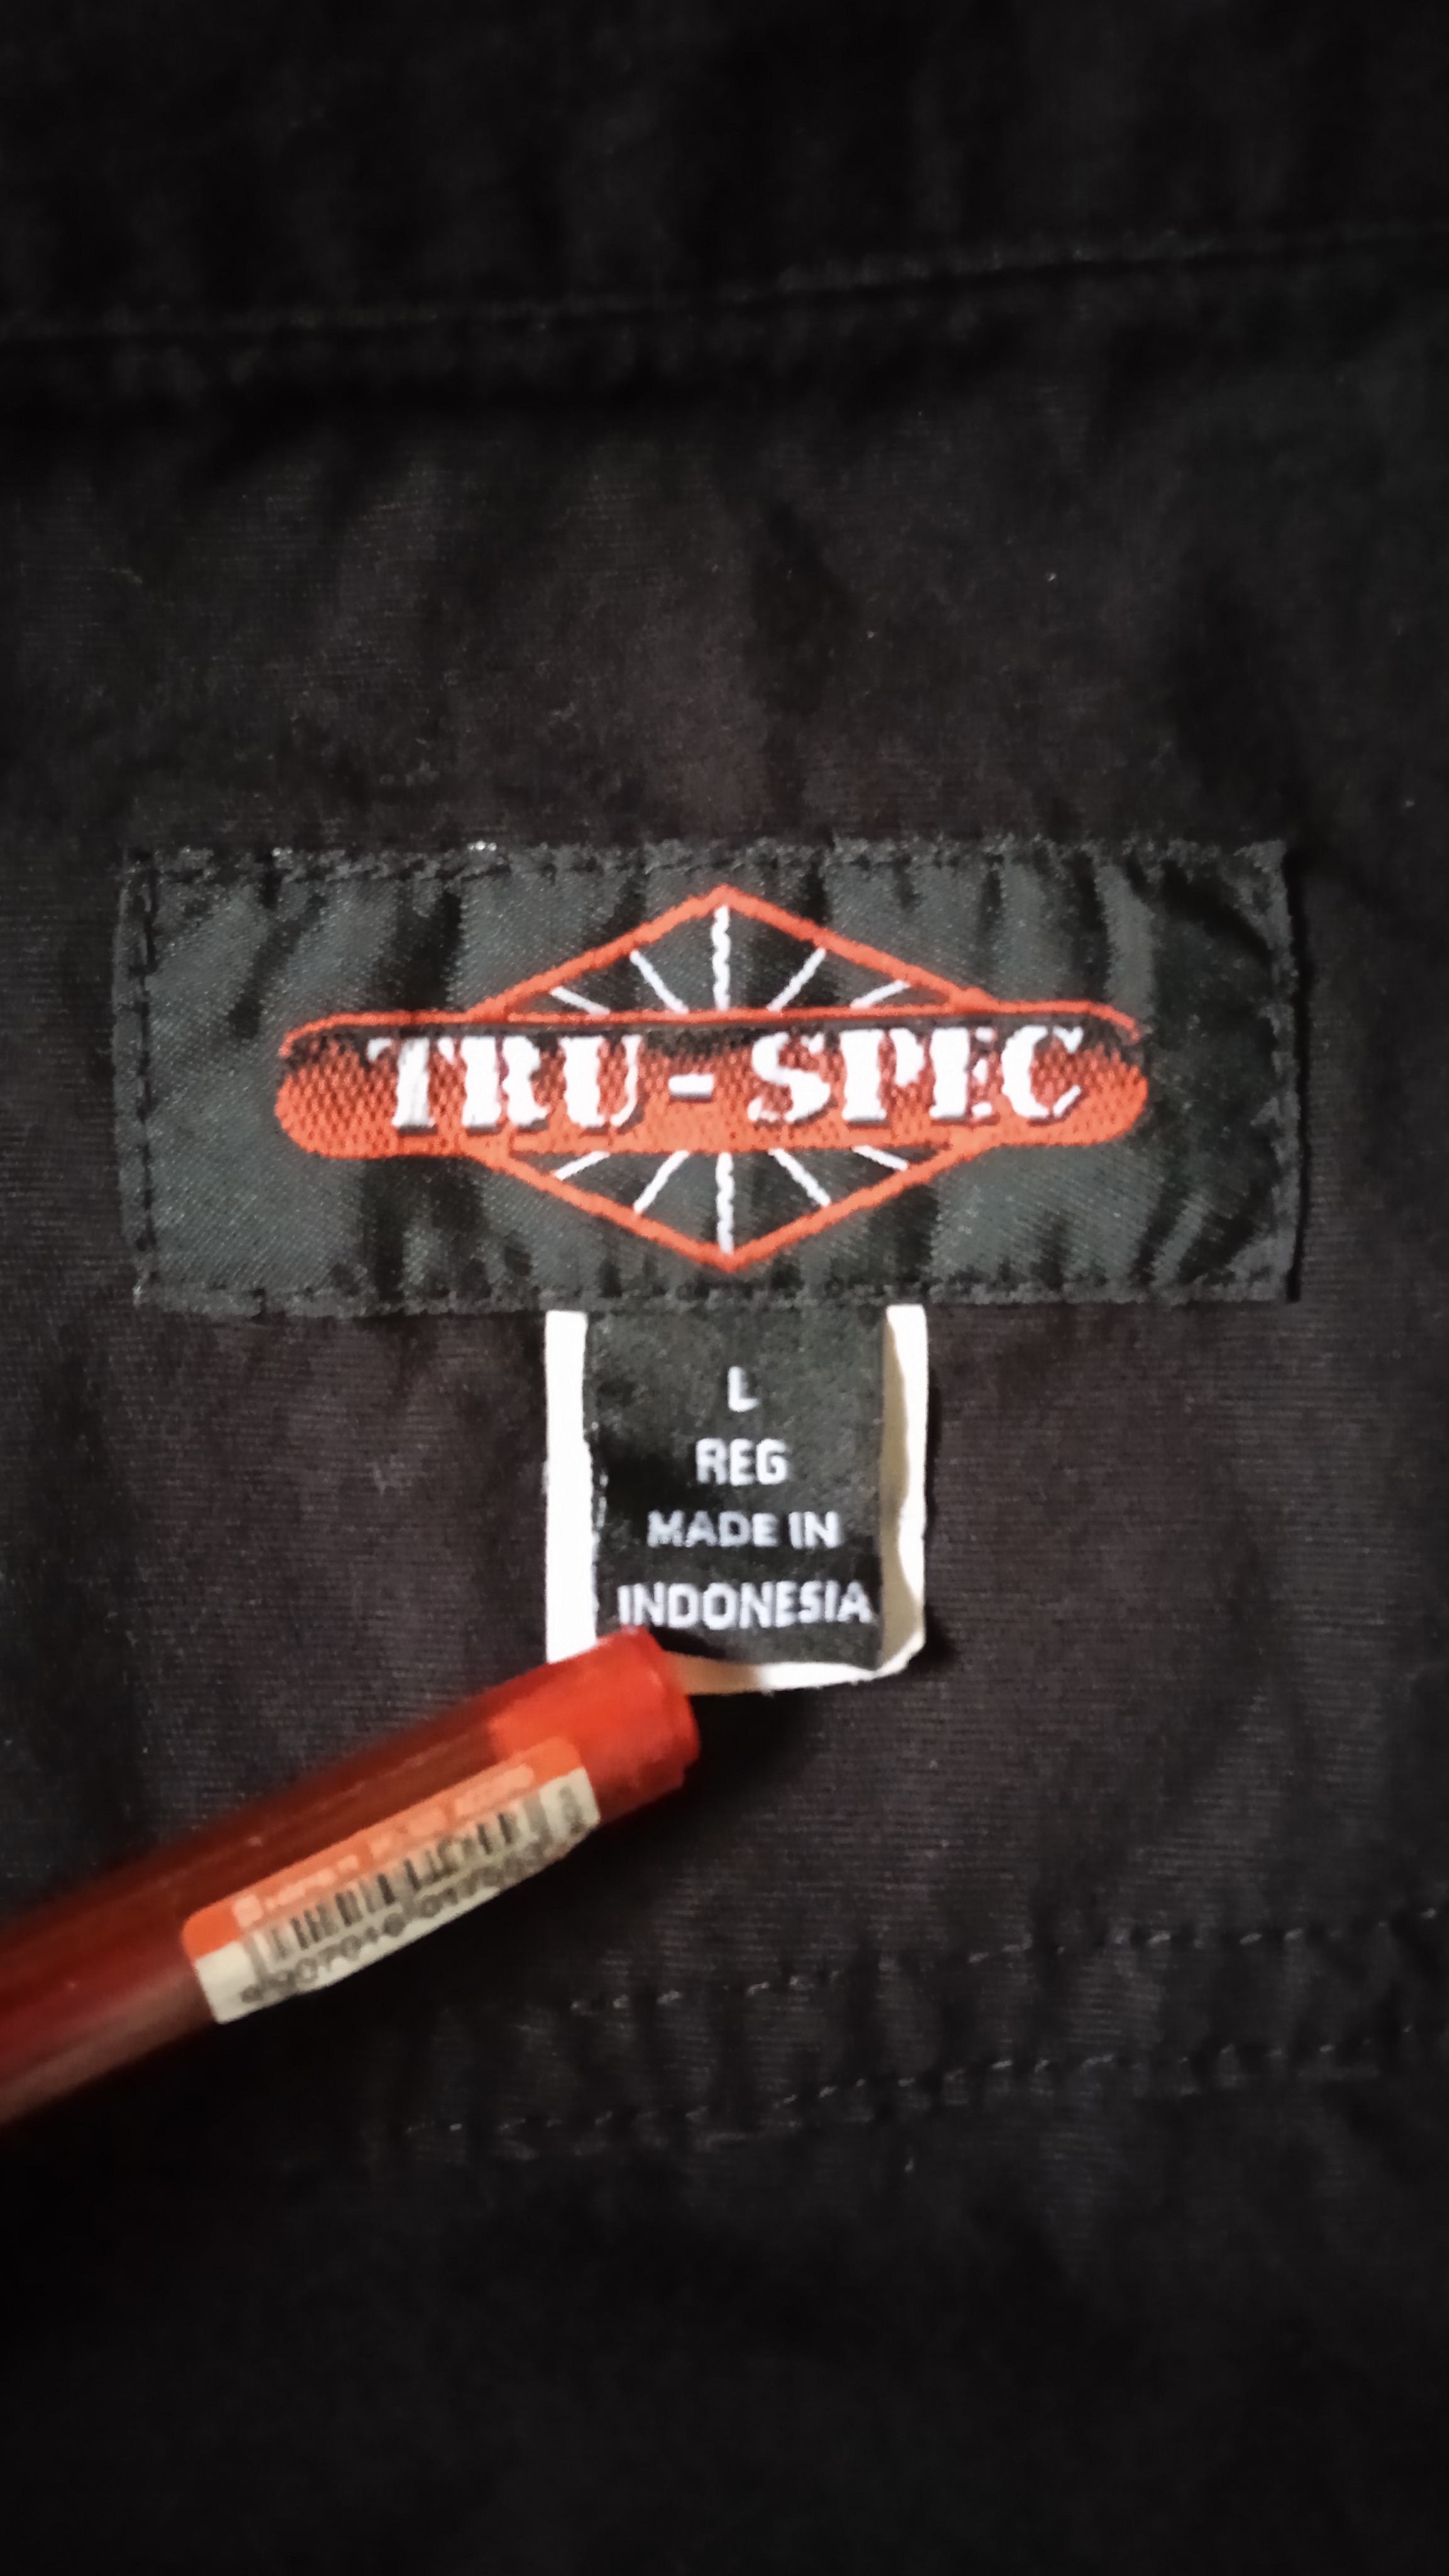 TRU-SPEC
L
REG
MADE IN
INDONESIA